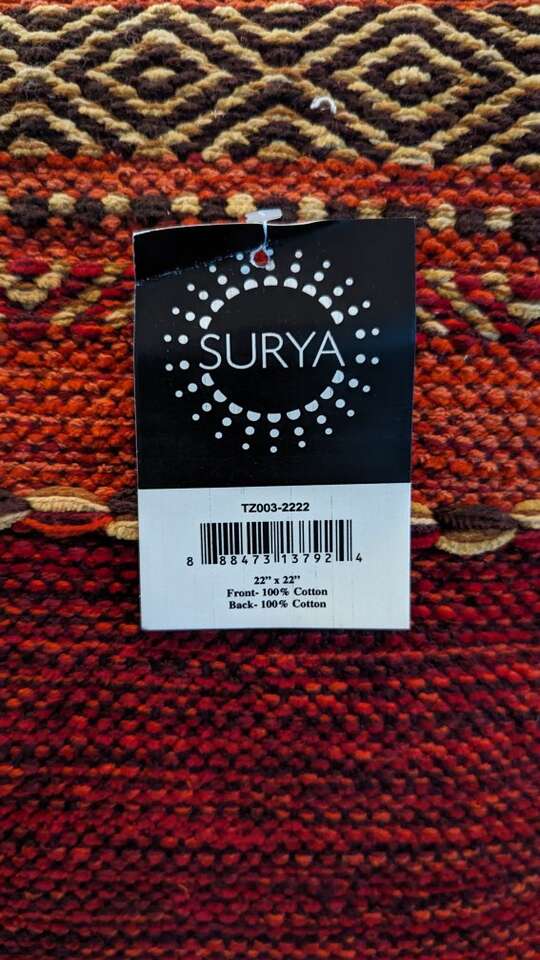 SURYA
TZ003-2222
8 88473 13792 4
22” x 22”
Front- 100% Cotton
Back- 100% Cotton